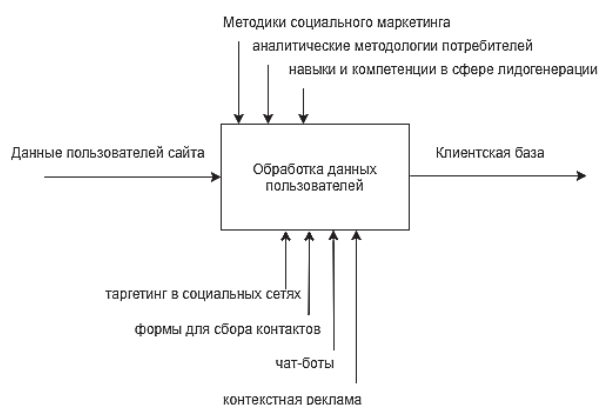 Методики социального маркетинга
аналитические методологии потребителей
навыки и компетенции в сфере лидогенерации
Данные пользователей сайта
Клиентская база
Обработка данных
пользователей
таргетинг в социальных сетях
формы для сбора контактов
чат-боты
контекстная реклама